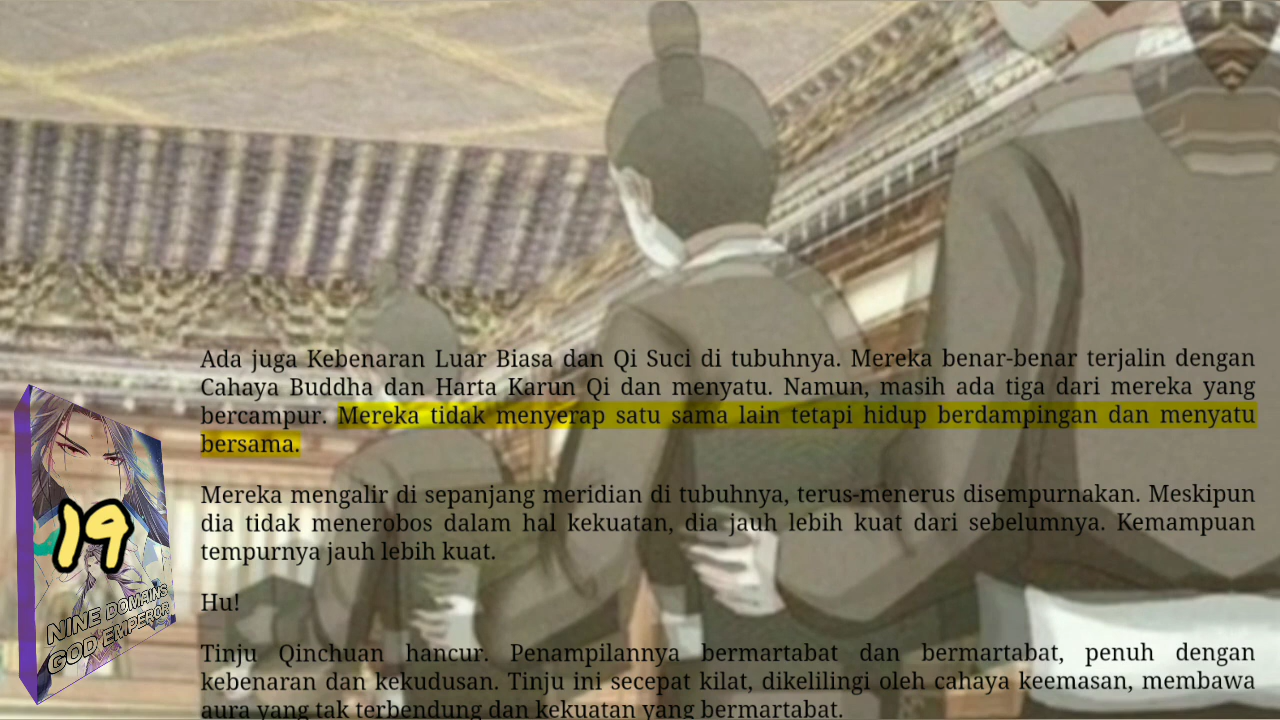 Ada juga Kebenaran Luar Biasa dan Qi Suci di tubuhnya. Mereka benar-benar terjalin dengan
Cahaya Buddha dan Harta Karun Qi dan menyatu. Namun, masih ada tiga dari mereka yang
bercampur. Mereka tidak menyerap satu sama lain tetapi hidup berdampingan dan menyatu
bersama.
Mereka mengalir di sepanjang meridian di tubuhnya, terus-menerus disempurnakan. Meskipun
dia tidak menerobos dalam hal kekuatan, dia jauh lebih kuat dari sebelumnya. Kemampuan
tempurnya jauh lebih kuat.
Hu!
Tinju Qinchuan hancur. Penampilannya bermartabat dan bermartabat, penuh dengan
kebenaran dan kekudusan. Tinju ini secepat kilat, dikelilingi oleh cahaya keemasan, membawa
aura yang tak terbendung dan kekuatan yang bermartabat.
19
NINE DOMAINS
GOD EMPEROR